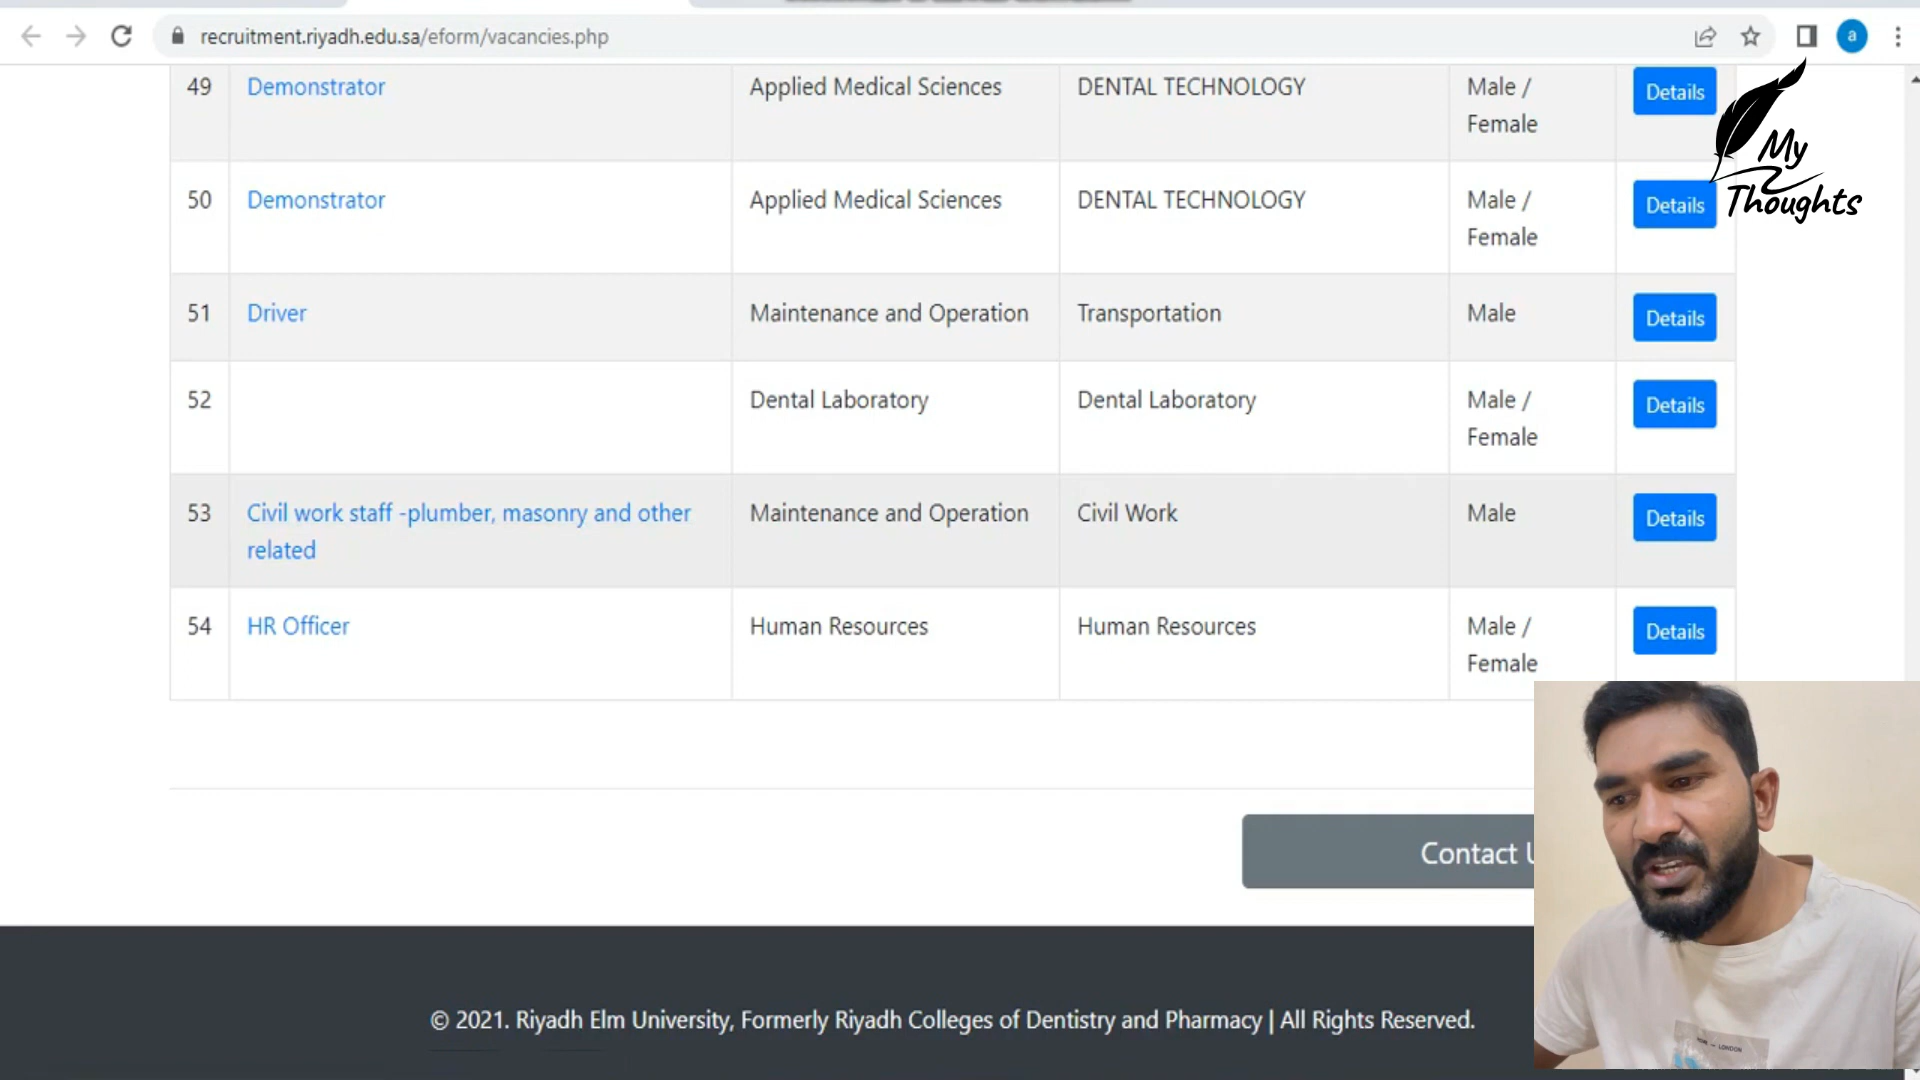 recruitment.riyadh.edu.sa/eform/vacancies.php
a
49 Demonstrator Applied Medical Sciences DENTAL TECHNOLOGY Male / Female Details
50 Demonstrator Applied Medical Sciences DENTAL TECHNOLOGY Male / Female Details
51 Driver Maintenance and Operation Transportation Male Details
52 Dental Laboratory Dental Laboratory Male / Female Details
53 Civil work staff -plumber, masonry and other related Maintenance and Operation Civil Work Male Details
54 HR Officer Human Resources Human Resources Male / Female Details
My
Thoughts
Contact
© 2021. Riyadh Elm University, Formerly Riyadh Colleges of Dentistry and Pharmacy | All Rights Reserved.